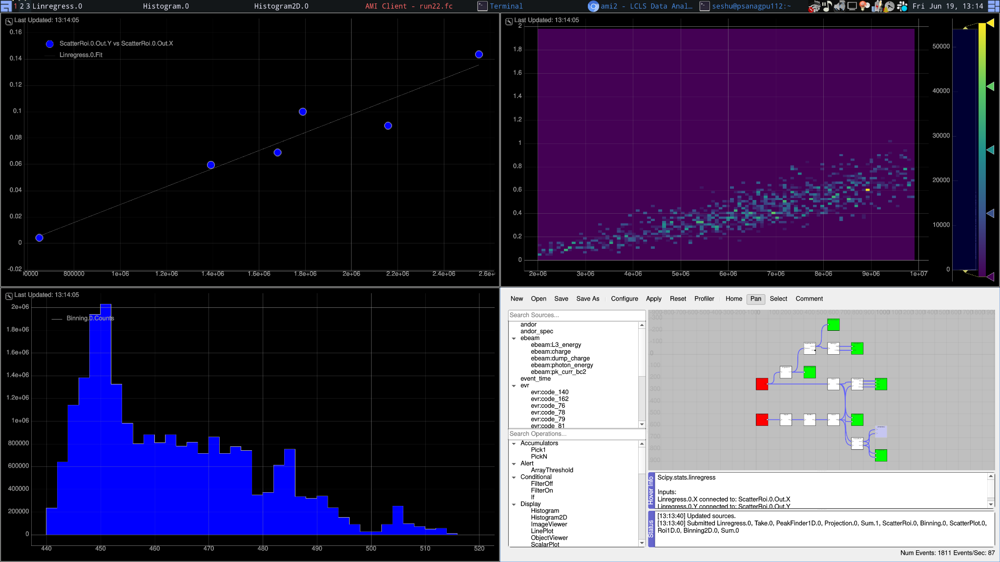 1 2 3 Linregress.0 Histogram.0 Histogram2D.0 AMI Client - run22.fc Terminal ami2 - LCLS Data Anal… seshu@psanagpu112:~ Fri Jun 19, 13:14
Last Updated: 13:14:05
0.16
ScatterRoi.0.Out.Y vs ScatterRoi.0.Out.X
Linregress.0.Fit
0.14
0.12
0.1
0.08
0.06
0.04
0.02
0
-0.02
800000 1e+06 1.2e+06 1.4e+06 1.6e+06 1.8e+06 2e+06 2.2e+06 2.4e+06
Last Updated: 13:14:05
2
1.8
1.6
1.4
1.2
1
0.8
0.6
0.4
0.2
0
2e+06 3e+06 4e+06 5e+06 6e+06 7e+06 8e+06 9e+06 1e+07
50000
40000
30000
20000
10000
0
Last Updated: 13:14:05
2e+06
Binning.0.Counts
1.8e+06
1.6e+06
1.4e+06
1.2e+06
1e+06
800000
600000
400000
200000
0
440 450 460 470 480 490 500 510 520
New Open Save Save As Configure Apply Reset Profiler Home Pan Select Comment
Search Sources...
andor
andor_spec
ebeam
ebeam:L3_energy
ebeam:charge
ebeam:dump_charge
ebeam:photon_energy
ebeam:pk_curr_bc2
event_time
evr
evr:code_140
evr:code_162
evr:code_76
evr:code_78
evr:code_79
evr:code_81
Search Operations...
Accumulators
Pick1
PickN
Alert
ArrayThreshold
Conditional
FilterOff
FilterOn
If
Display
Histogram
Histogram2D
ImageViewer
LinePlot
ObjectViewer
ScalarPlot
Hover Info
Scipy.stats.linregress
Inputs:
Linregress.0.X connected to: ScatterRoi.0.Out.X
Linregress.0.Y connected to: ScatterRoi.0.Out.Y
Status
[13:13:40] Updated sources.
[13:13:40] Submitted Linregress.0, Take.0, PeakFinder1D.0, Projection.0, Sum.1, ScatterRoi.0, Binning.0, ScatterPlot.0,
Roi1D.0, Binning2D.0, Sum.0
Num Events: 1811 Events/Sec: 87